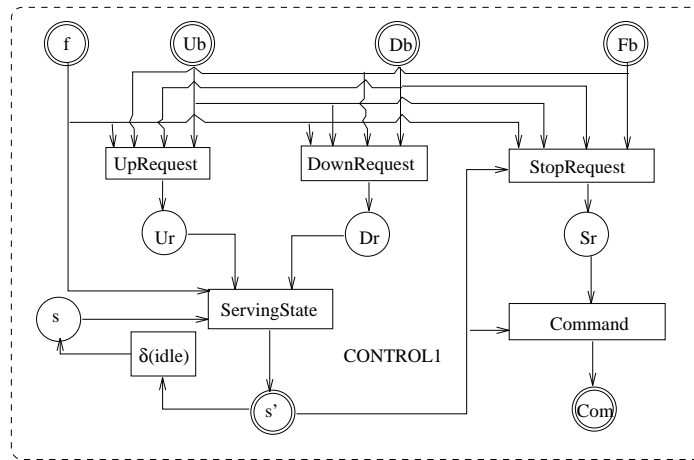 f
Ub
Db
Fb
UpRequest
DownRequest
StopRequest
Ur
Dr
Sr
s
ServingState
Command
δ(idle)
CONTROL1
s'
Com